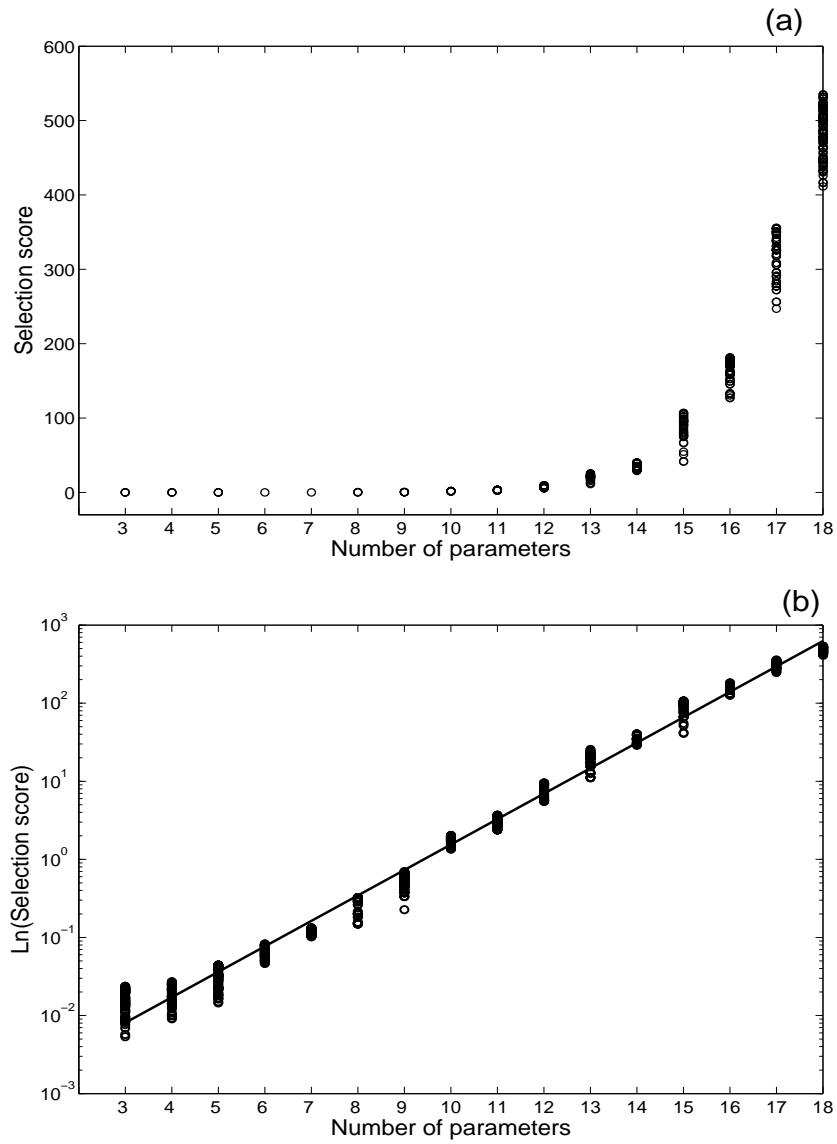 (a)
600
500
400
300
200
100
0
Selection score
3 4 5 6 7 8 9 10 11 12 13 14 15 16 17 18
Number of parameters
(b)
10^3
10^2
10^1
10^0
10^−1
10^−2
10^−3
Ln(Selection score)
3 4 5 6 7 8 9 10 11 12 13 14 15 16 17 18
Number of parameters